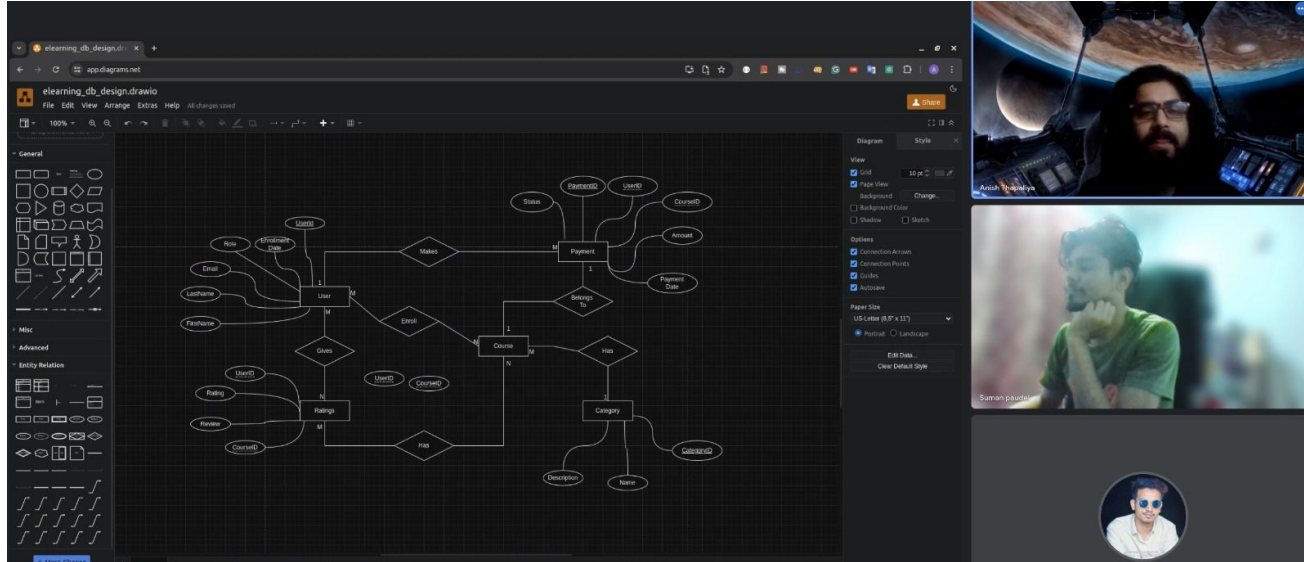 elearning_db_design.dr
app.diagrams.net
elearning_db_design.drawio
File Edit View Arrange Extras Help All changes saved
Share
100%
General
Misc
Advanced
Entity Relation
PaymentID
UserID
Status
CourseID
UserId
Role
Enrollment
Date
Amount
Makes
M
Payment
Email
1
1
Payment
Date
LastName
User
M
Belongs
To
FirstName
M
Enroll
1
Gives
M
Course
M
Has
N
UserID
UserID
CourseID
Rating
N
1
Ratings
Category
Review
M
CourseID
Has
CategoryID
Description
Name
Diagram Style
View
Grid 10 pt
Page View
Background Change...
Background Color
Shadow Sketch
Options
Connection Arrows
Connection Points
Guides
Autosave
Paper Size
US-Letter (8,5" x 11")
Portrait Landscape
Edit Data...
Clear Default Style
Anish Thapaliya
Suman poudel